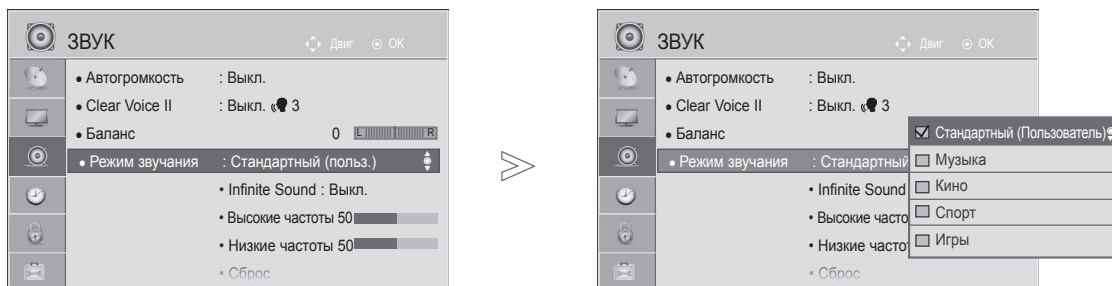 ЗВУК
Двиг OK
• Автогромкость : Выкл.
• Clear Voice II : Выкл. 3
• Баланс 0 L R
• Режим звучания : Стандартный (польз.)
• Infinite Sound : Выкл.
• Высокие частоты 50
• Низкие частоты 50
• Сброс
ЗВУК
Двиг OK
• Автогромкость : Выкл.
• Clear Voice II : Выкл. 3
• Баланс
• Режим звучания : Стандартный
• Infinite Sound
• Высокие часто
• Низкие часто
• Сброс
Стандартный (Пользователь)
Музыка
Кино
Спорт
Игры